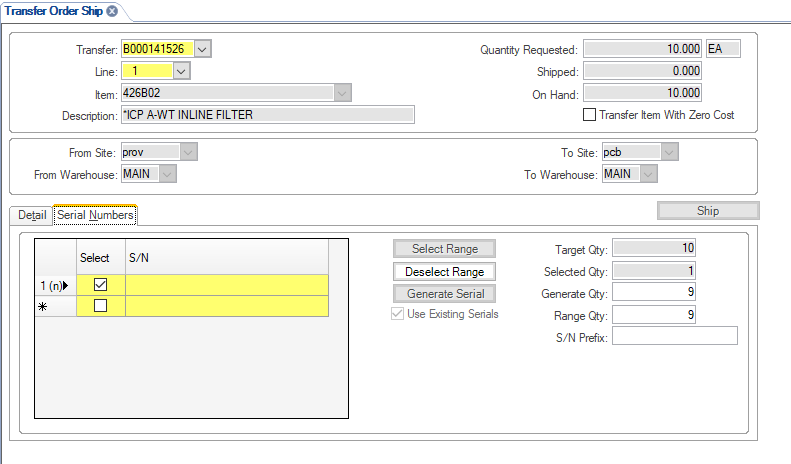 Transfer Order Ship
Transfer: B000141526
Quantity Requested: 10.000 EA
Line: 1
Shipped: 0.000
Item: 426B02
On Hand: 10.000
Description: *ICP A-WT INLINE FILTER
Transfer Item With Zero Cost
From Site: prov
To Site: pcb
From Warehouse: MAIN
To Warehouse: MAIN
Detail Serial Numbers
Ship
Select S/N
Select Range
Target Qty: 10
1 (n)
Deselect Range
Selected Qty: 1
Generate Serial
Generate Qty: 9
Use Existing Serials
Range Qty: 9
S/N Prefix: